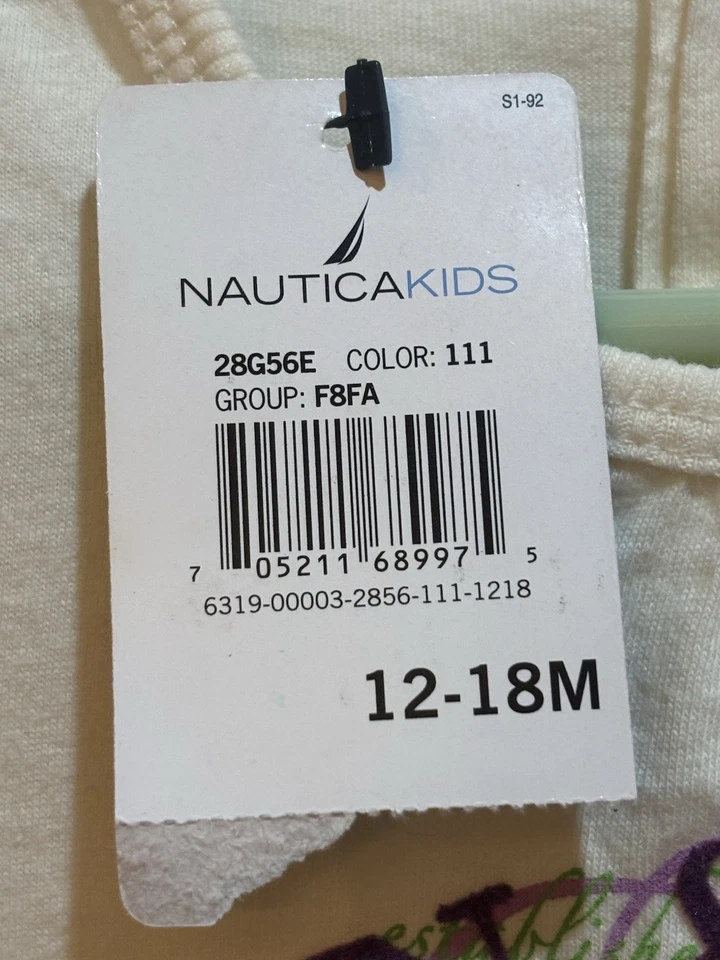 S1-92
NAUTICAKIDS
28G56E COLOR: 111
GROUP: F8FA
7 05211 68997 5
6319-00003-2856-111-1218
12-18M